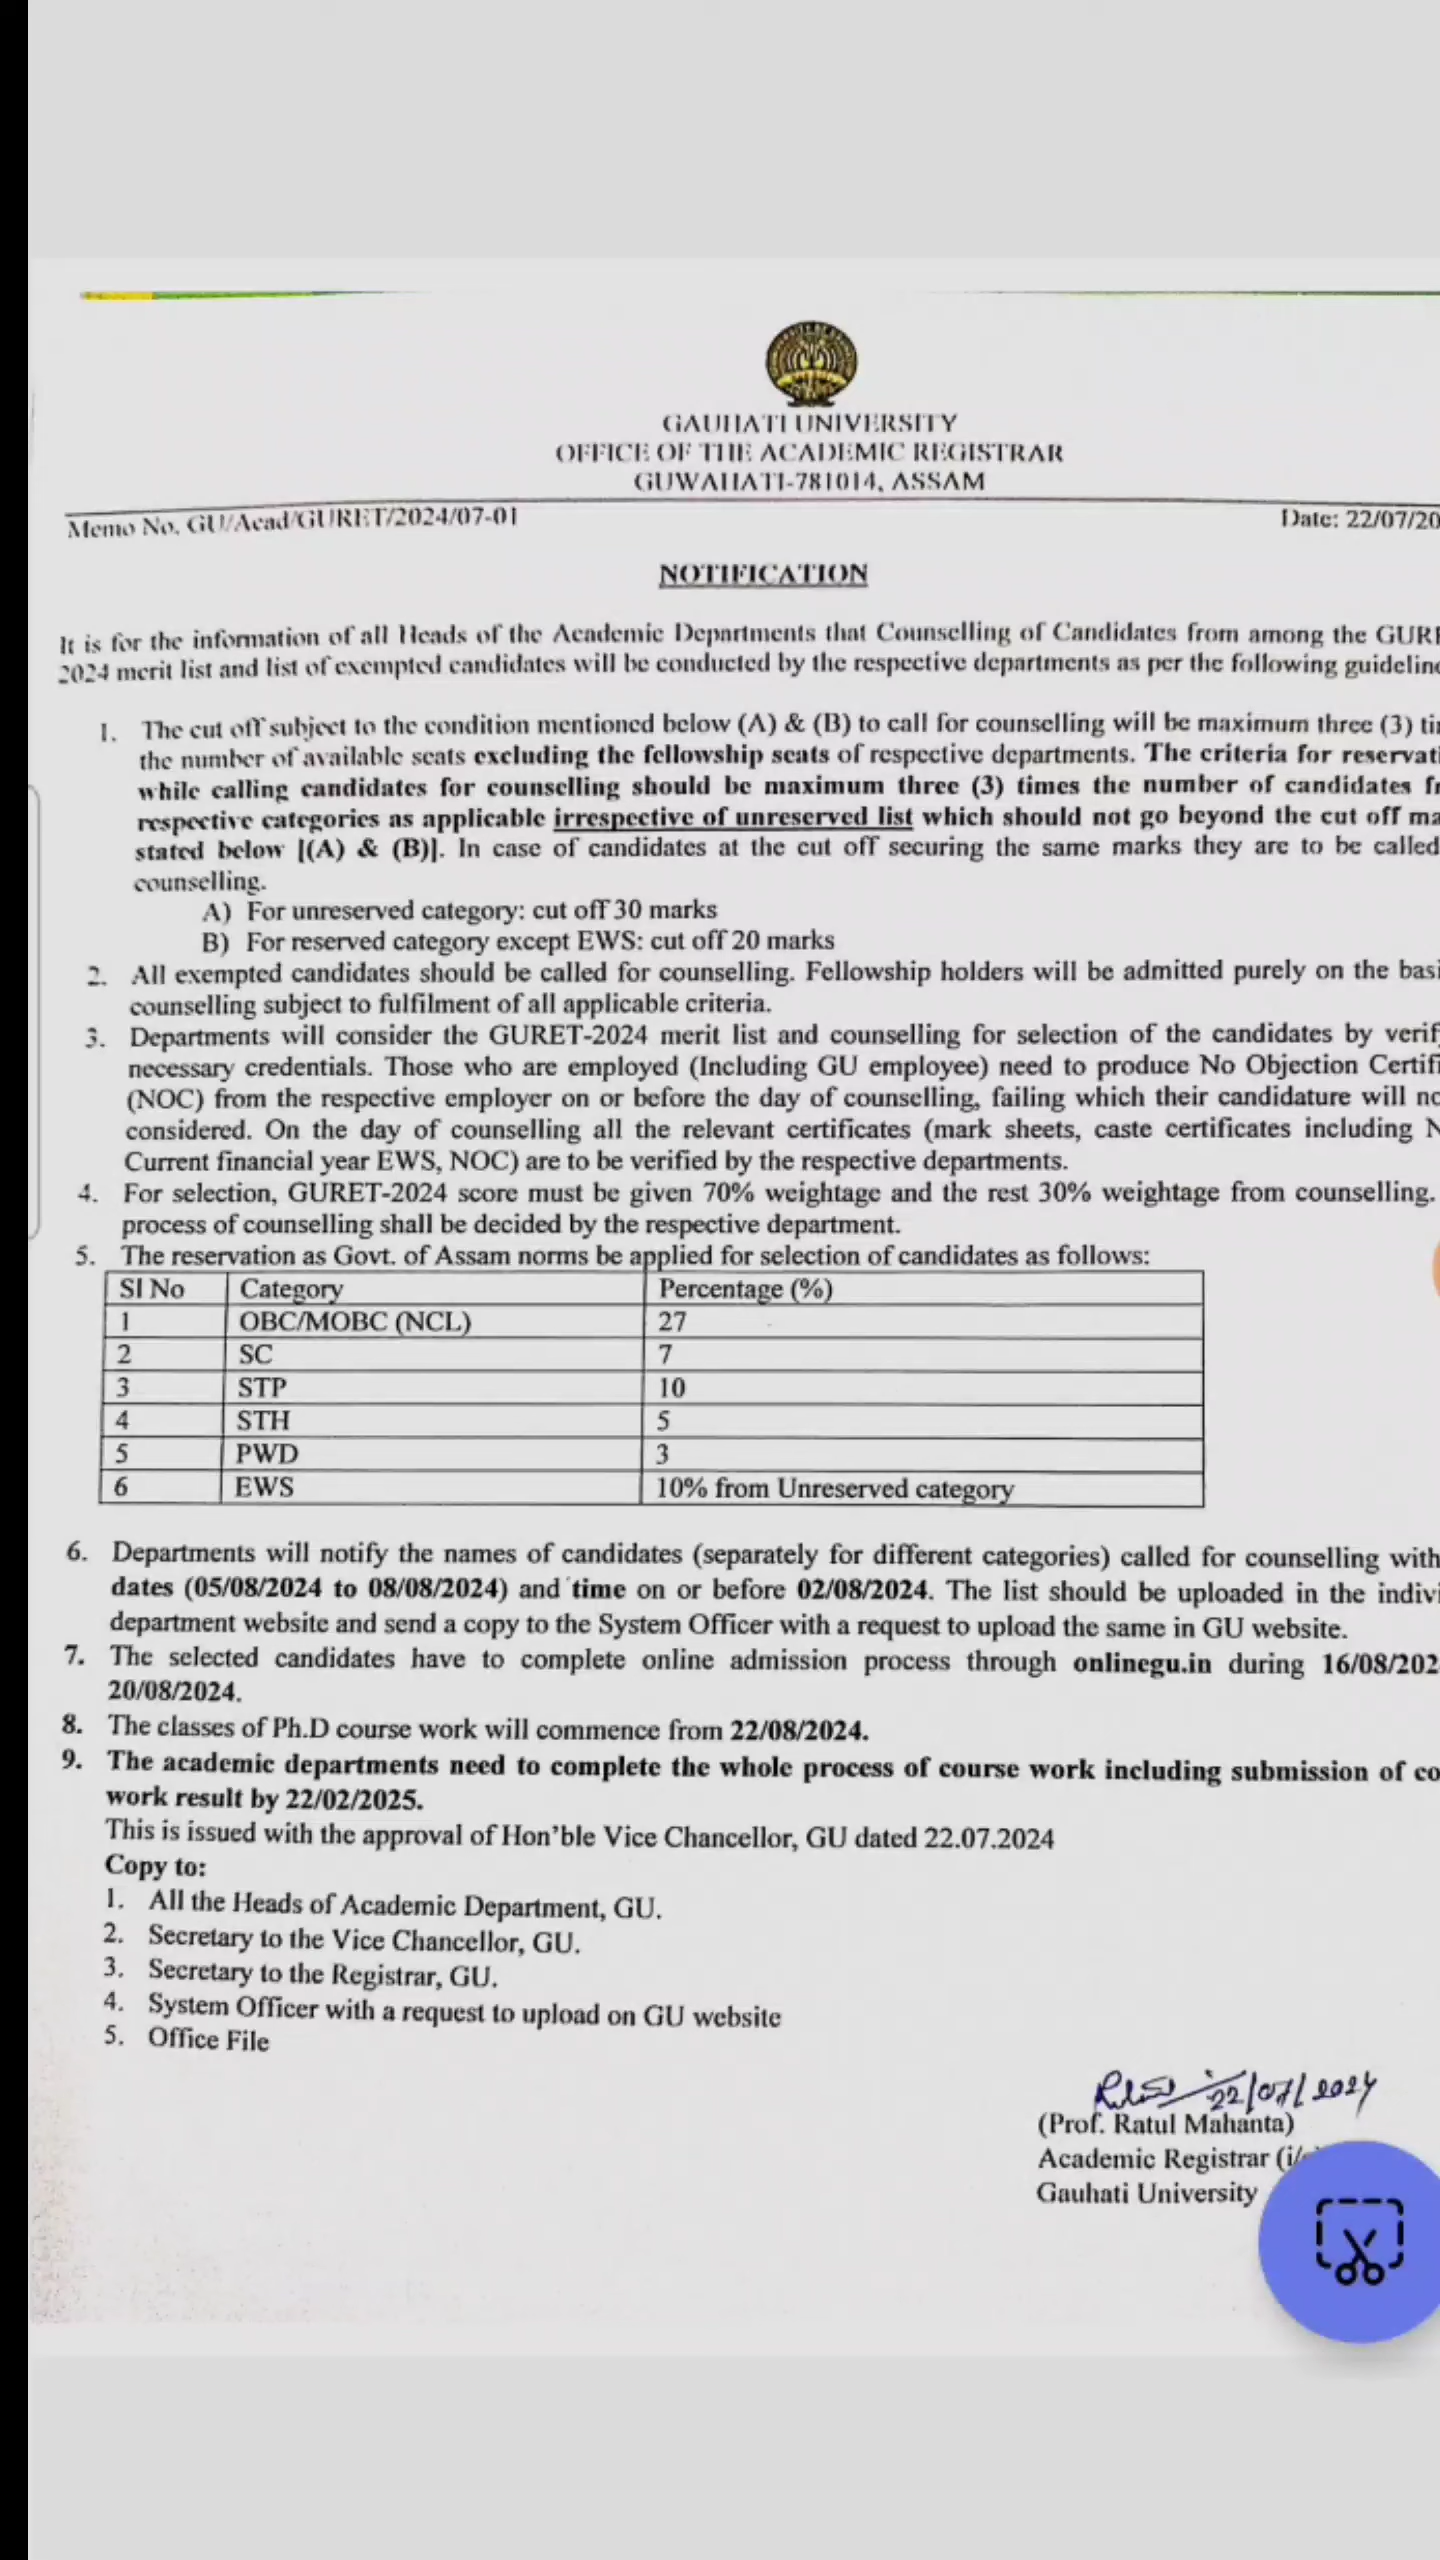 GAUHATI UNIVERSITY
OFFICE OF THE ACADEMIC REGISTRAR
GUWAHATI-781014, ASSAM
Memo No. GU/Acad/GURET/2024/07-01
Date: 22/07/20
NOTIFICATION
It is for the information of all Heads of the Academic Departments that Counselling of Candidates from among the GURE
2024 merit list and list of exempted candidates will be conducted by the respective departments as per the following guideline
1. The cut off subject to the condition mentioned below (A) & (B) to call for counselling will be maximum three (3) ti
the number of available seats excluding the fellowship seats of respective departments. The criteria for reservati
while calling candidates for counselling should be maximum three (3) times the number of candidates fr
respective categories as applicable irrespective of unreserved list which should not go beyond the cut off ma
stated below [(A) & (B)]. In case of candidates at the cut off securing the same marks they are to be called
counselling.
A) For unreserved category: cut off 30 marks
B) For reserved category except EWS: cut off 20 marks
2. All exempted candidates should be called for counselling. Fellowship holders will be admitted purely on the basi
counselling subject to fulfilment of all applicable criteria.
3. Departments will consider the GURET-2024 merit list and counselling for selection of the candidates by verif
necessary credentials. Those who are employed (Including GU employee) need to produce No Objection Certifi
(NOC) from the respective employer on or before the day of counselling, failing which their candidature will no
considered. On the day of counselling all the relevant certificates (mark sheets, caste certificates including N
Current financial year EWS, NOC) are to be verified by the respective departments.
4. For selection, GURET-2024 score must be given 70% weightage and the rest 30% weightage from counselling.
process of counselling shall be decided by the respective department.
5. The reservation as Govt. of Assam norms be applied for selection of candidates as follows:
Sl No Category Percentage (%)
1 OBC/MOBC (NCL) 27
2 SC 7
3 STP 10
4 STH 5
5 PWD 3
6 EWS 10% from Unreserved category
6. Departments will notify the names of candidates (separately for different categories) called for counselling with
dates (05/08/2024 to 08/08/2024) and time on or before 02/08/2024. The list should be uploaded in the indivi
department website and send a copy to the System Officer with a request to upload the same in GU website.
7. The selected candidates have to complete online admission process through onlinegu.in during 16/08/202
20/08/2024.
8. The classes of Ph.D course work will commence from 22/08/2024.
9. The academic departments need to complete the whole process of course work including submission of co
work result by 22/02/2025.
This is issued with the approval of Hon'ble Vice Chancellor, GU dated 22.07.2024
Copy to:
1. All the Heads of Academic Department, GU.
2. Secretary to the Vice Chancellor, GU.
3. Secretary to the Registrar, GU.
4. System Officer with a request to upload on GU website
5. Office File
22/07/2024
(Prof. Ratul Mahanta)
Academic Registrar (i/
Gauhati University